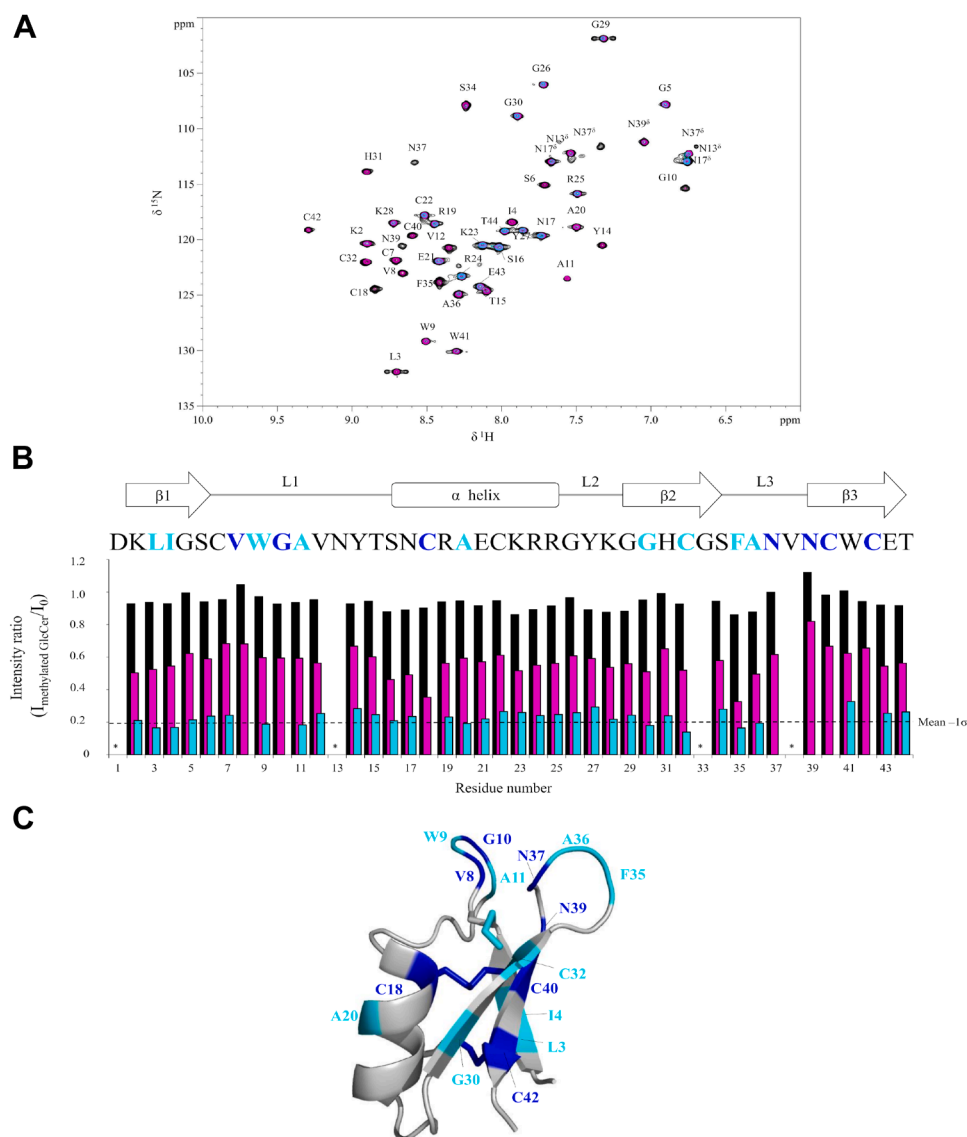 A
ppm
105
110
115
120
125
130
135
δ 15N
10.0 9.5 9.0 8.5 8.0 7.5 7.0 6.5 ppm
δ 1H
G29
G26
S34
G30
G5
N37
N13δ
N37δ
N39δ
N37δ
H31
N17δ
N13δ
N17δ
S6
R25
G10
C22
I4
A20
K28
R19
C42
C40
T44
N17
K2
N39
V12
K23
Y27
Y14
C32
C7
E21
S16
V8
R24
E43
A11
C18
F35
A36
T15
W9
W41
L3
B
β1 L1 α helix L2 β2 L3 β3
DKLIGSCVWGAVNYTSNCRAECKRRGYKGGHCGSFANVNCWCET
1.2
1.0
0.8
0.6
0.4
0.2
0
Intensity ratio
(Imethylated GlcCer/I0)
Mean –1σ
* * * *
1 3 5 7 9 11 13 15 17 19 21 23 25 27 29 31 33 35 37 39 41 43
Residue number
C
W9
G10
A36
N37
V8
A11
F35
N39
C32
C18
C40
A20
I4
L3
G30
C42